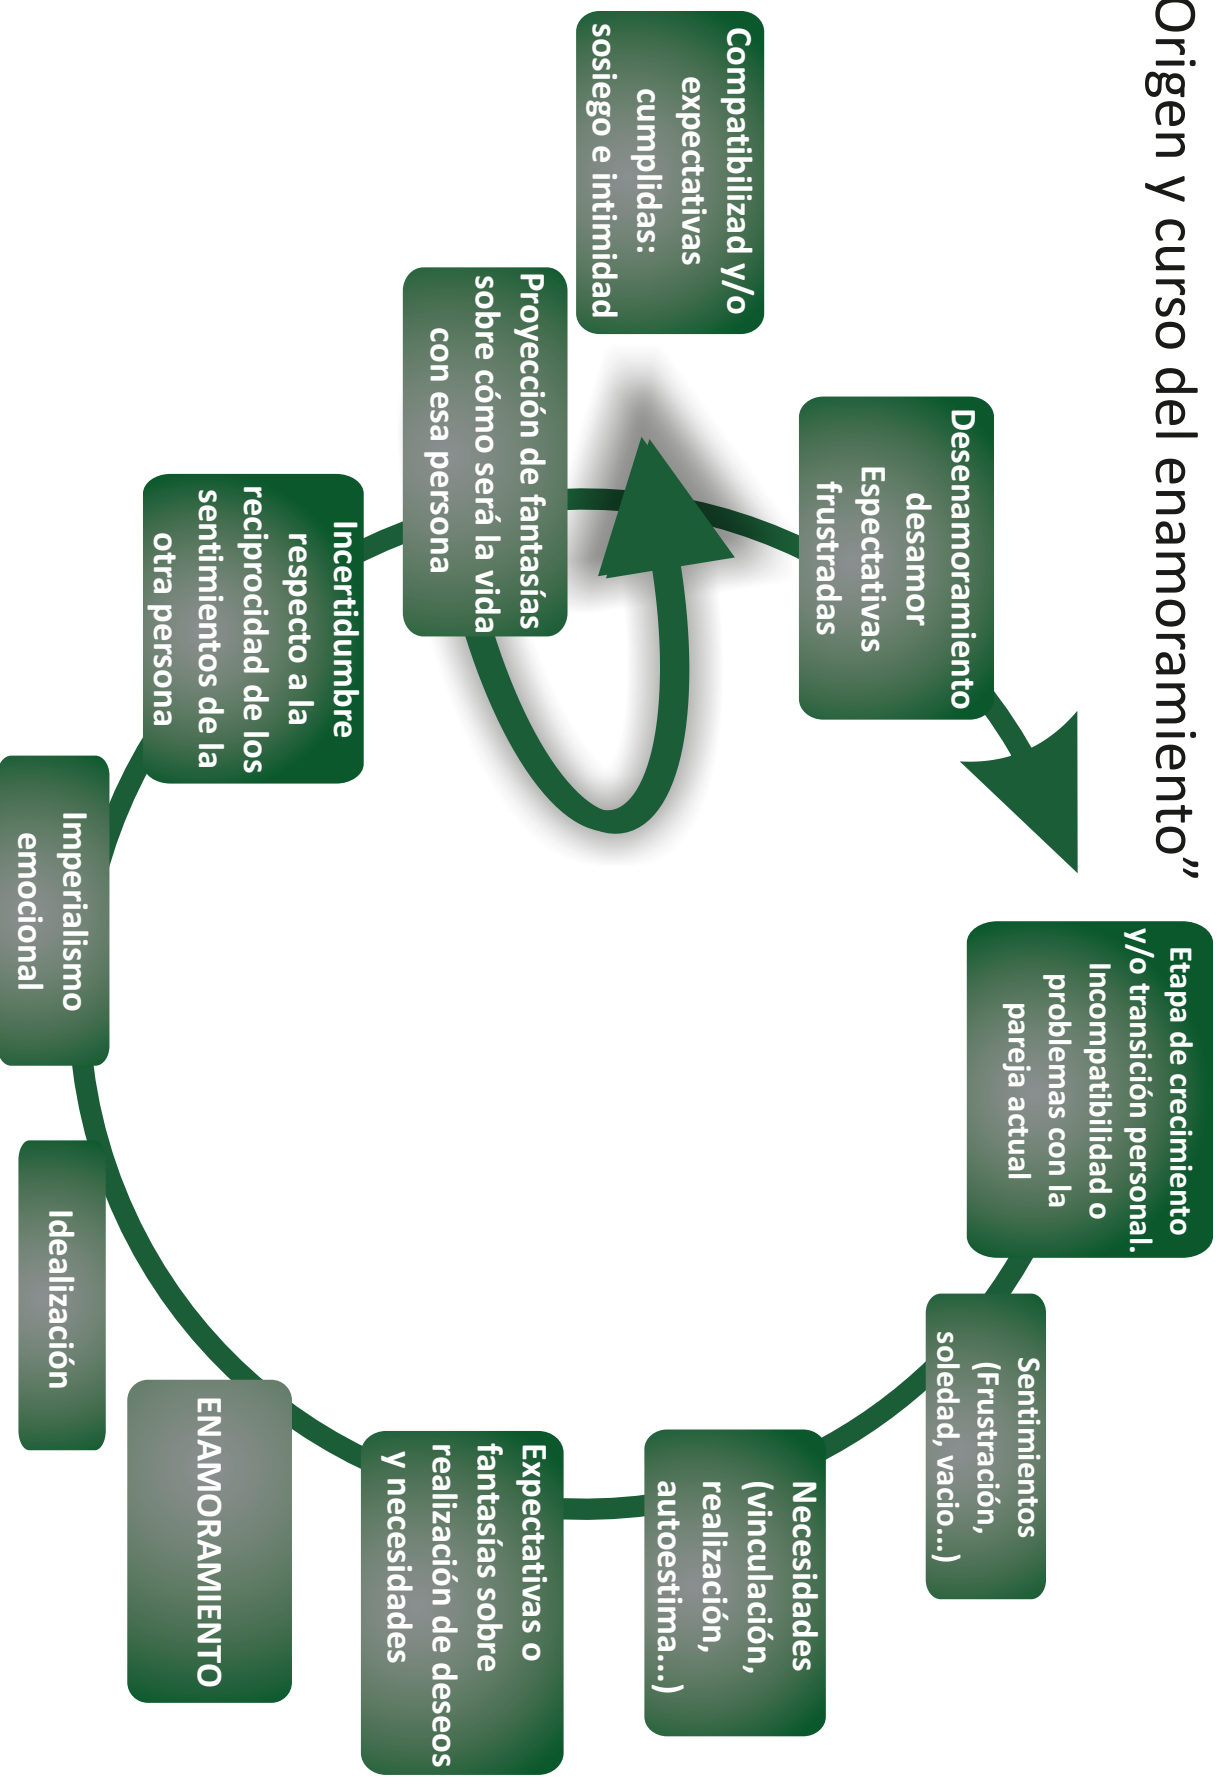 Origen y curso del enamoramiento”
Etapa de crecimiento
y/o transición personal.
Incompatibilidad o
problemas con la
pareja actual
Sentimientos
(Frustración,
soledad, vacio...)
Necesidades
(vinculación,
realización,
autoestima...)
Expectativas o
fantasías sobre
realización de deseos
y necesidades
ENAMORAMIENTO
Idealización
Imperialismo
emocional
Incertidumbre
respecto a la
reciprocidad de los
sentimientos de la
otra persona
Proyección de fantasías
sobre cómo será la vida
con esa persona
Compatibilizad y/o
expectativas
cumplidas:
sosiego e intimidad
Desenamoramiento
desamor
Espectativas
frustradas